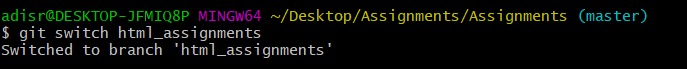 adisr@DESKTOP-JFMIQ8P MINGW64 ~/Desktop/Assignments/Assignments (master)
$ git switch html_assignments
Switched to branch 'html_assignments'